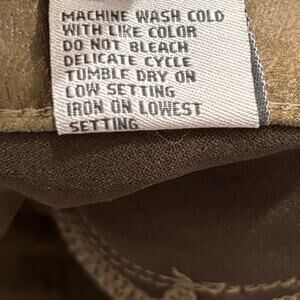 MACHINE WASH COLD
WITH LIKE COLOR
DO NOT BLEACH
DELICATE CYCLE
TUMBLE DRY ON
LOW SETTING
IRON ON LOWEST
SETTING